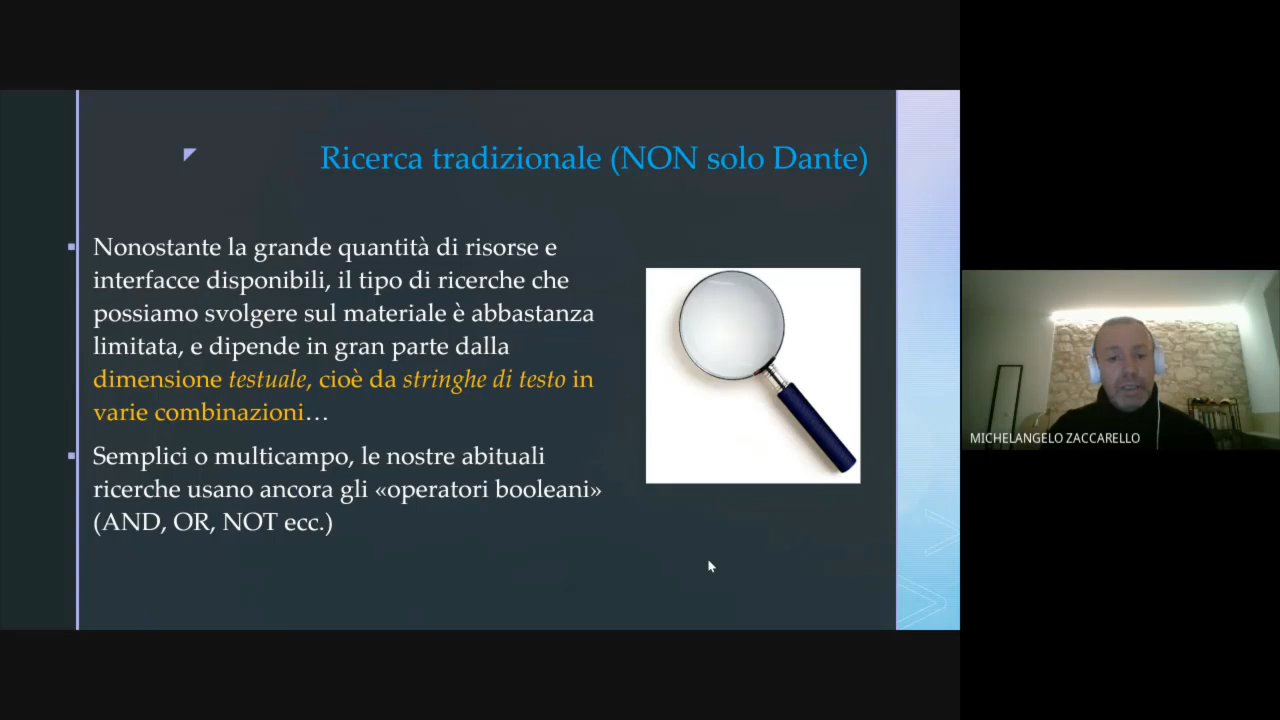 Ricerca tradizionale (NON solo Dante)
Nonostante la grande quantità di risorse e
interfacce disponibili, il tipo di ricerche che
possiamo svolgere sul materiale è abbastanza
limitata, e dipende in gran parte dalla
dimensione testuale, cioè da stringhe di testo in
varie combinazioni…
Semplici o multicampo, le nostre abituali
ricerche usano ancora gli «operatori booleani»
(AND, OR, NOT ecc.)
MICHELANGELO ZACCARELLO